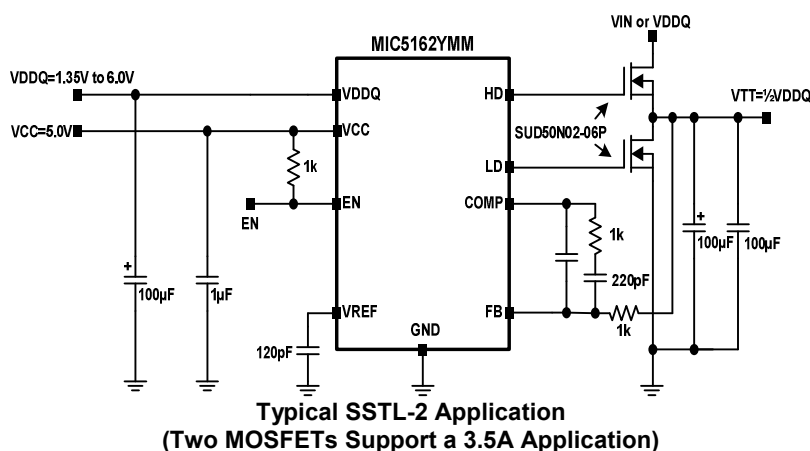 VIN or VDDQ
MIC5162YMM
VDDQ=1.35V to 6.0V
VDDQ
HD
VTT=½VDDQ
VCC=5.0V
VCC
SUD50N02-06P
1k
LD
EN
COMP
EN
1k
+
+
100µF
1µF
220pF
100µF
100µF
VREF
FB
GND
1k
120pF
Typical SSTL-2 Application
(Two MOSFETs Support a 3.5A Application)